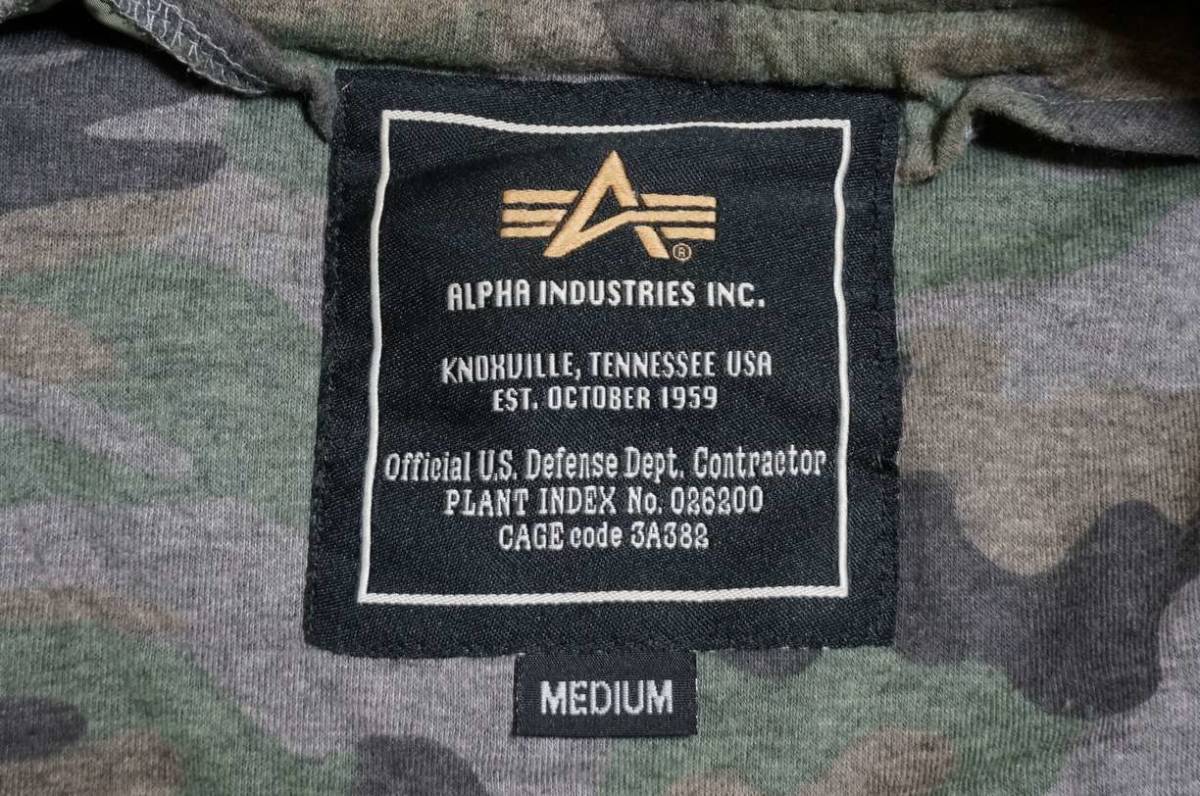 ®
ALPHA INDUSTRIES INC.
KNOXVILLE, TENNESSEE USA
EST. OCTOBER 1959
Official U.S. Defense Dept. Contractor
PLANT INDEX No. 026200
CAGE code 3A382
MEDIUM